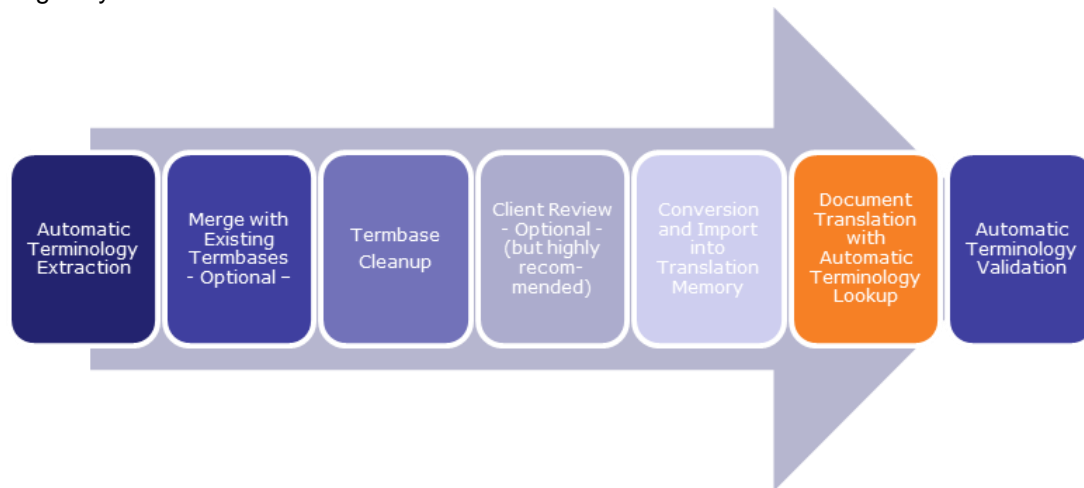 Automatic
Terminology
Extraction
Merge with
Existing
Termbases
- Optional –
Termbase
Cleanup
Client Review
- Optional -
(but highly
recom-
mended)
Conversion
and Import
into
Translation
Memory
Document
Translation
with
Automatic
Terminology
Lookup
Automatic
Terminology
Validation